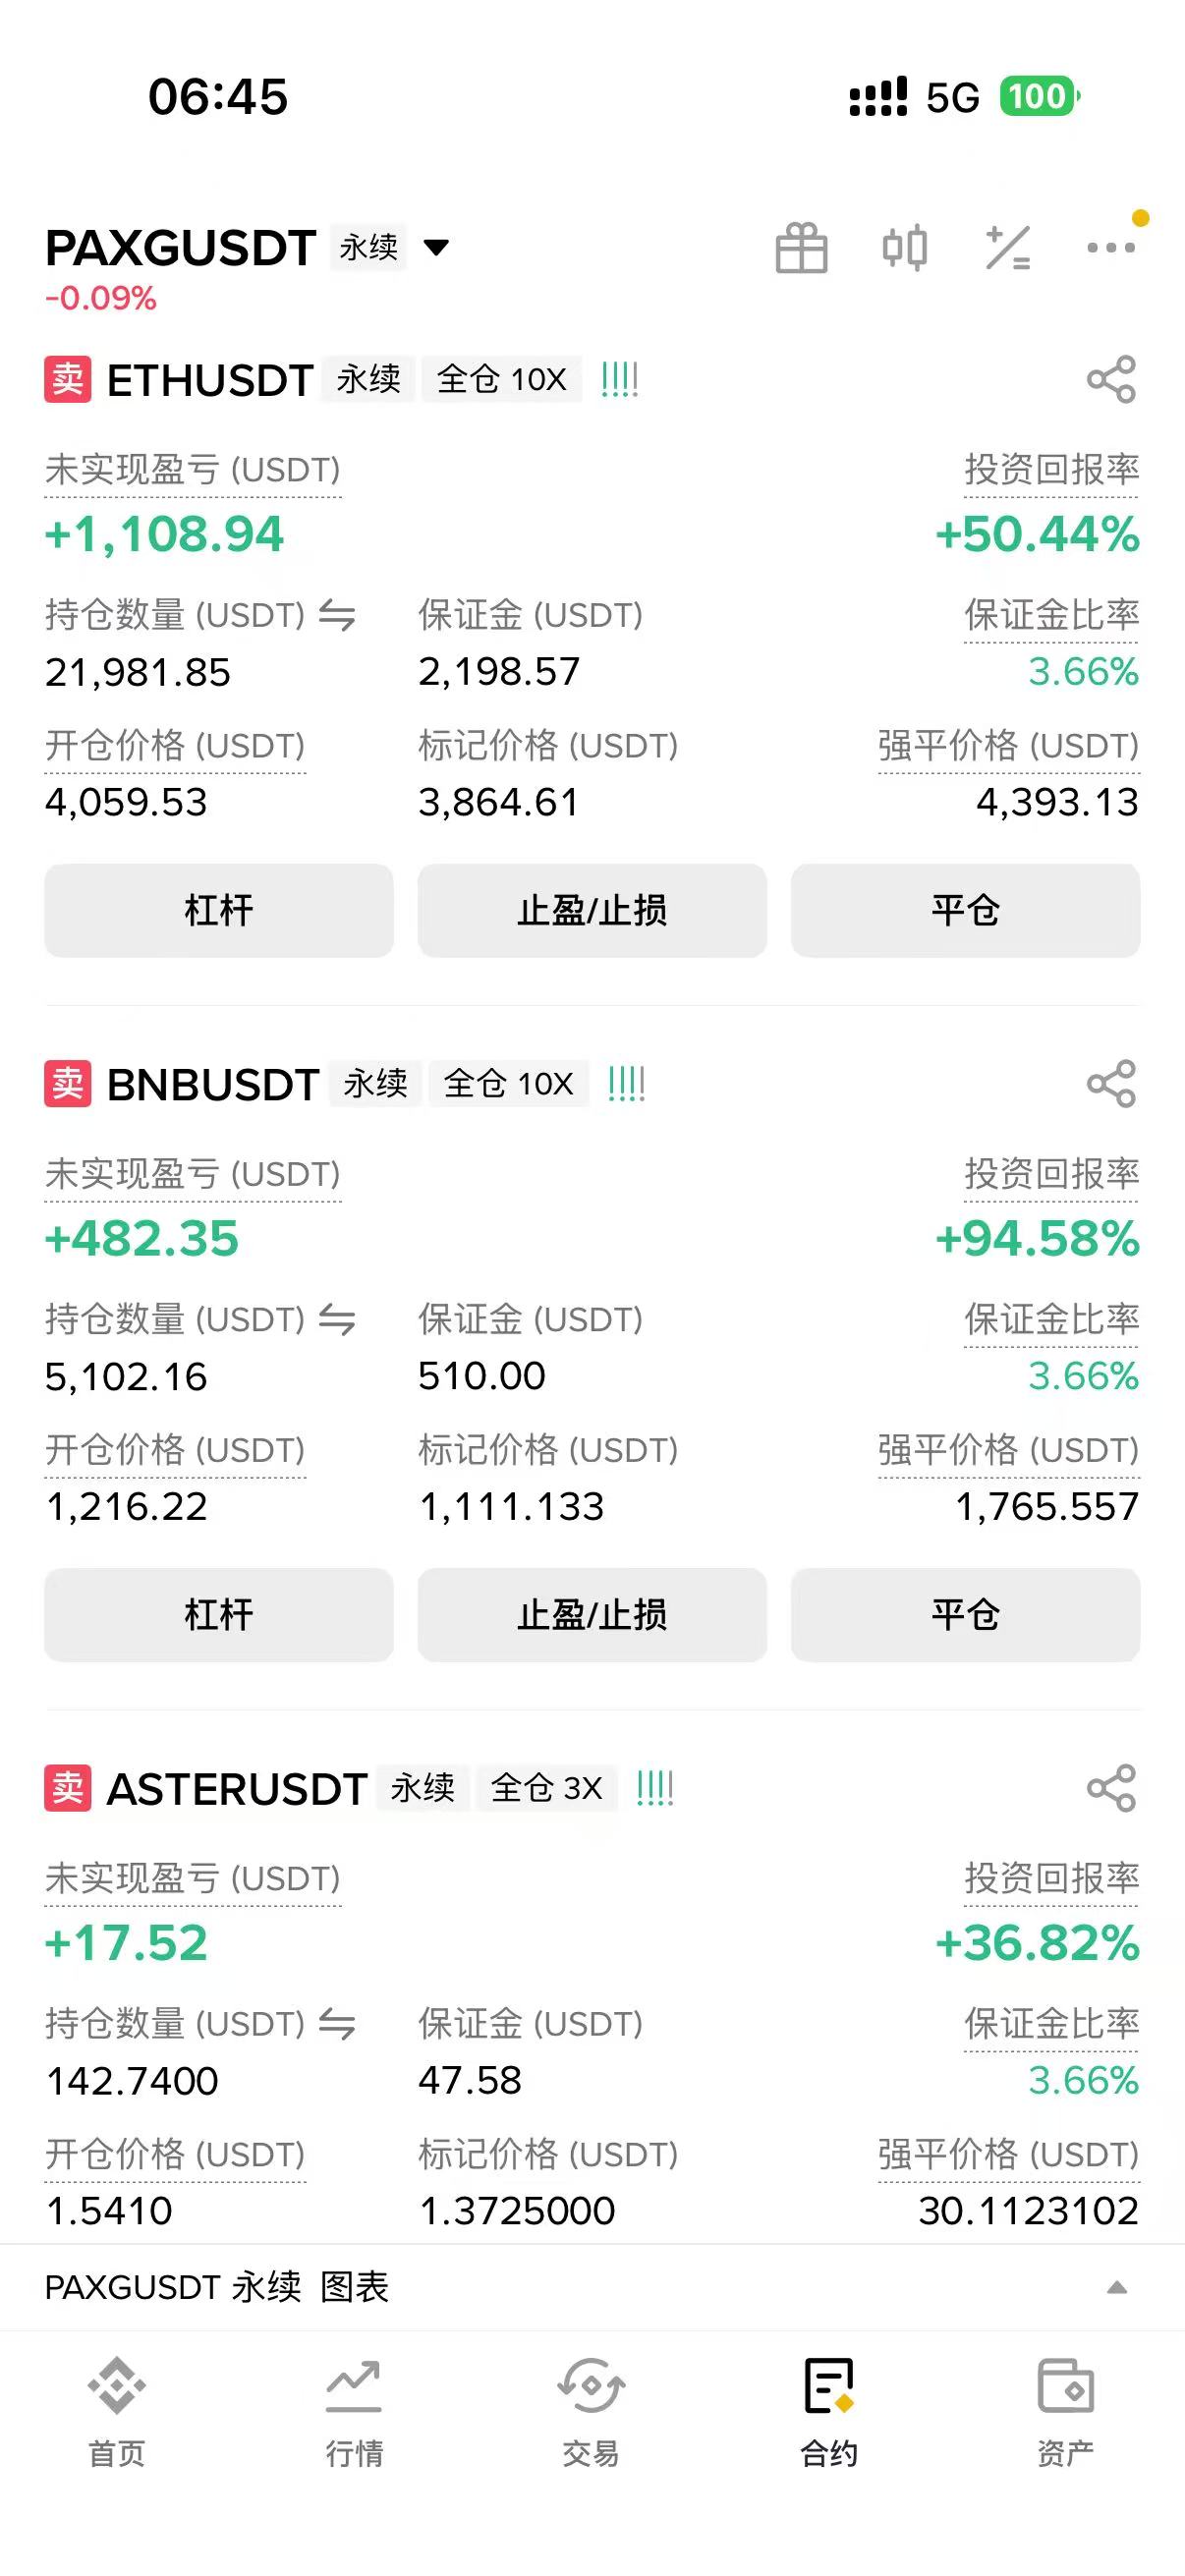 06:45 5G 100
PAXGUSDT 永续
-0.09%
卖 ETHUSDT 永续 全仓 10X !!!!
未实现盈亏 (USDT) 投资回报率
+1,108.94 +50.44%
持仓数量 (USDT) 保证金 (USDT) 保证金比率
21,981.85 2,198.57 3.66%
开仓价格 (USDT) 标记价格 (USDT) 强平价格 (USDT)
4,059.53 3,864.61 4,393.13
杠杆 止盈/止损 平仓
卖 BNBUSDT 永续 全仓 10X !!!!
未实现盈亏 (USDT) 投资回报率
+482.35 +94.58%
持仓数量 (USDT) 保证金 (USDT) 保证金比率
5,102.16 510.00 3.66%
开仓价格 (USDT) 标记价格 (USDT) 强平价格 (USDT)
1,216.22 1,111.133 1,765.557
杠杆 止盈/止损 平仓
卖 ASTERUSDT 永续 全仓 3X !!!!
未实现盈亏 (USDT) 投资回报率
+17.52 +36.82%
持仓数量 (USDT) 保证金 (USDT) 保证金比率
142.7400 47.58 3.66%
开仓价格 (USDT) 标记价格 (USDT) 强平价格 (USDT)
1.5410 1.3725000 30.1123102
PAXGUSDT 永续 图表
首页 行情 交易 合约 资产